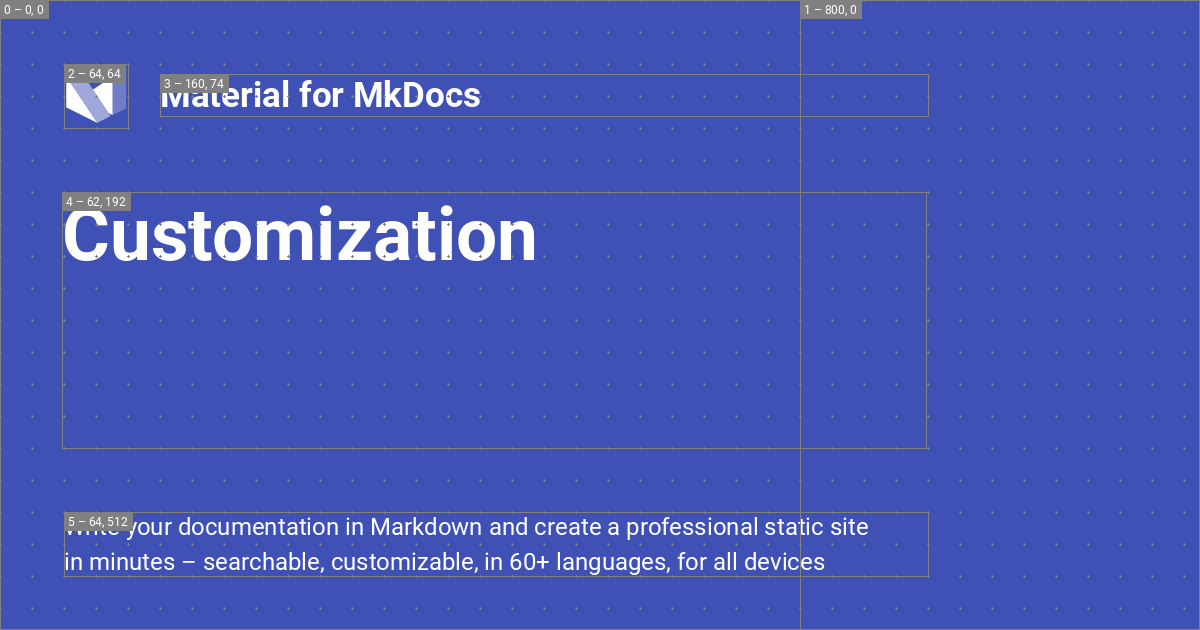 0 – 0, 0
1 – 800, 0
2 – 64, 64
3 – 160, 74
Material for MkDocs
4 – 62, 192
Customization
5 – 64, 512
Write your documentation in Markdown and create a professional static site
in minutes – searchable, customizable, in 60+ languages, for all devices